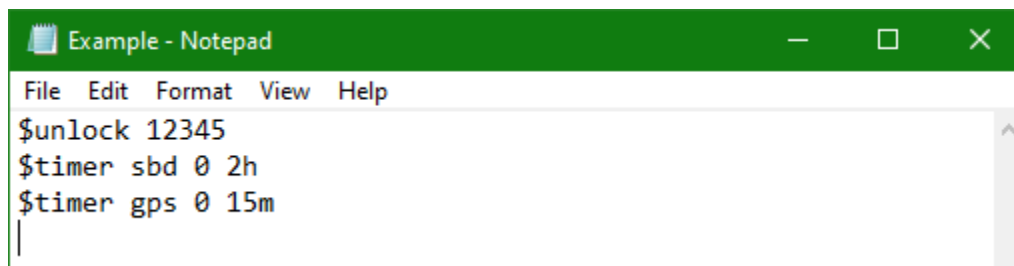 Example - Notepad
File Edit Format View Help
$unlock 12345
$timer sbd 0 2h
$timer gps 0 15m